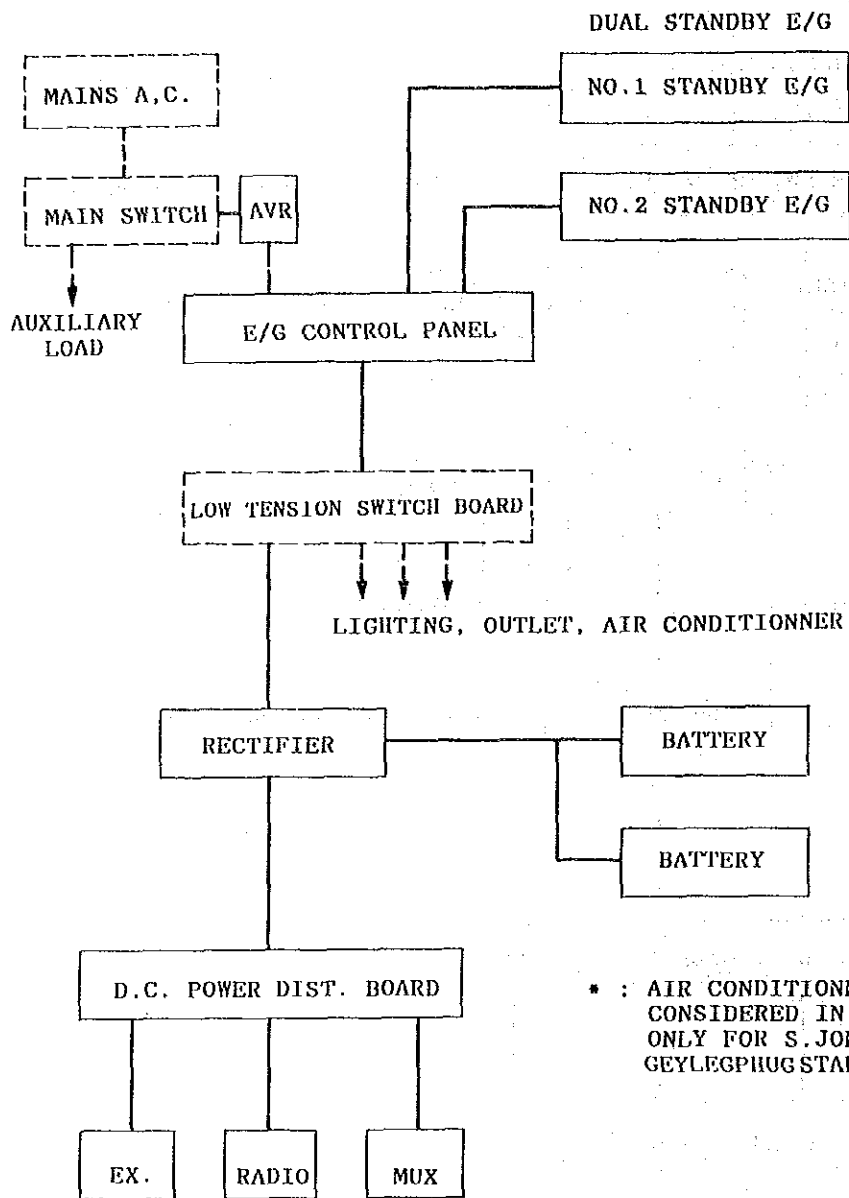 DUAL STANDBY E/G
MAINS A,C.
NO.1 STANDBY E/G
MAIN SWITCH
AVR
NO.2 STANDBY E/G
AUXILIARY
LOAD
E/G CONTROL PANEL
LOW TENSION SWITCH BOARD
LIGHTING, OUTLET, AIR CONDITIONNER
RECTIFIER
BATTERY
BATTERY
D.C. POWER DIST. BOARD
* : AIR CONDITIONNE
CONSIDERED IN
ONLY FOR S.JO
GEYLEGPHUG STA
EX.
RADIO
MUX